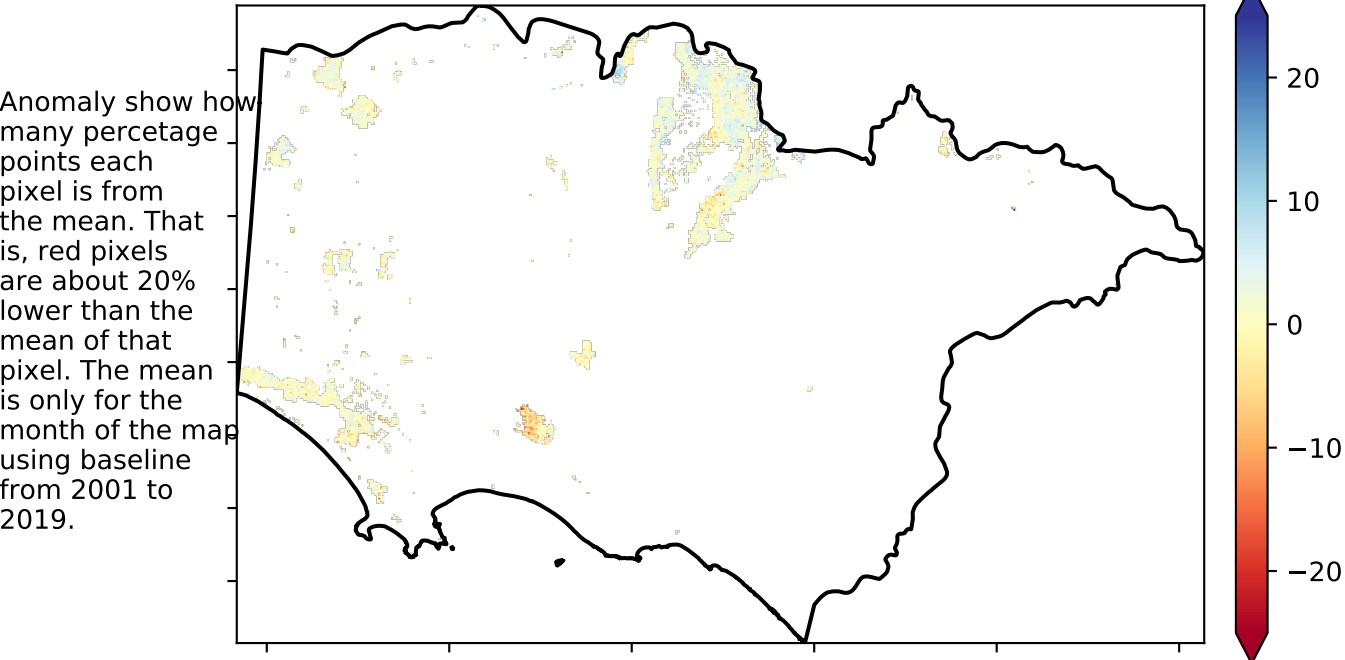 Anomaly show how
many percetage
points each
pixel is from
the mean. That
is, red pixels
are about 20%
lower than the
mean of that
pixel. The mean
is only for the
month of the map
using baseline
from 2001 to
2019.
20
10
0
−10
−20